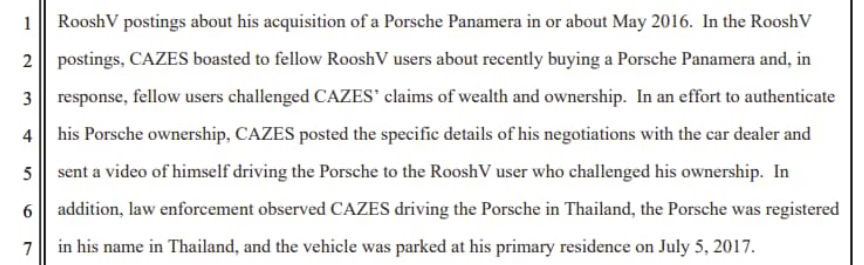 1 RooshV postings about his acquisition of a Porsche Panamera in or about May 2016. In the RooshV
2 postings, CAZES boasted to fellow RooshV users about recently buying a Porsche Panamera and, in
3 response, fellow users challenged CAZES' claims of wealth and ownership. In an effort to authenticate
4 his Porsche ownership, CAZES posted the specific details of his negotiations with the car dealer and
5 sent a video of himself driving the Porsche to the RooshV user who challenged his ownership. In
6 addition, law enforcement observed CAZES driving the Porsche in Thailand, the Porsche was registered
7 in his name in Thailand, and the vehicle was parked at his primary residence on July 5, 2017.